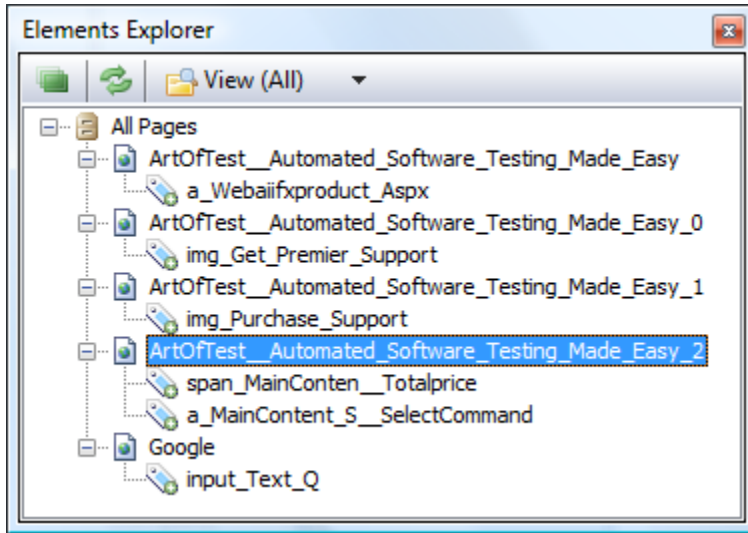 Elements Explorer
View (All)
All Pages
ArtOfTest__Automated_Software_Testing_Made_Easy
a_Webaiifxproduct_Aspx
ArtOfTest__Automated_Software_Testing_Made_Easy_0
img_Get_Premier_Support
ArtOfTest__Automated_Software_Testing_Made_Easy_1
img_Purchase_Support
ArtOfTest__Automated_Software_Testing_Made_Easy_2
span_MainConten__Totalprice
a_MainContent_S__SelectCommand
Google
input_Text_Q